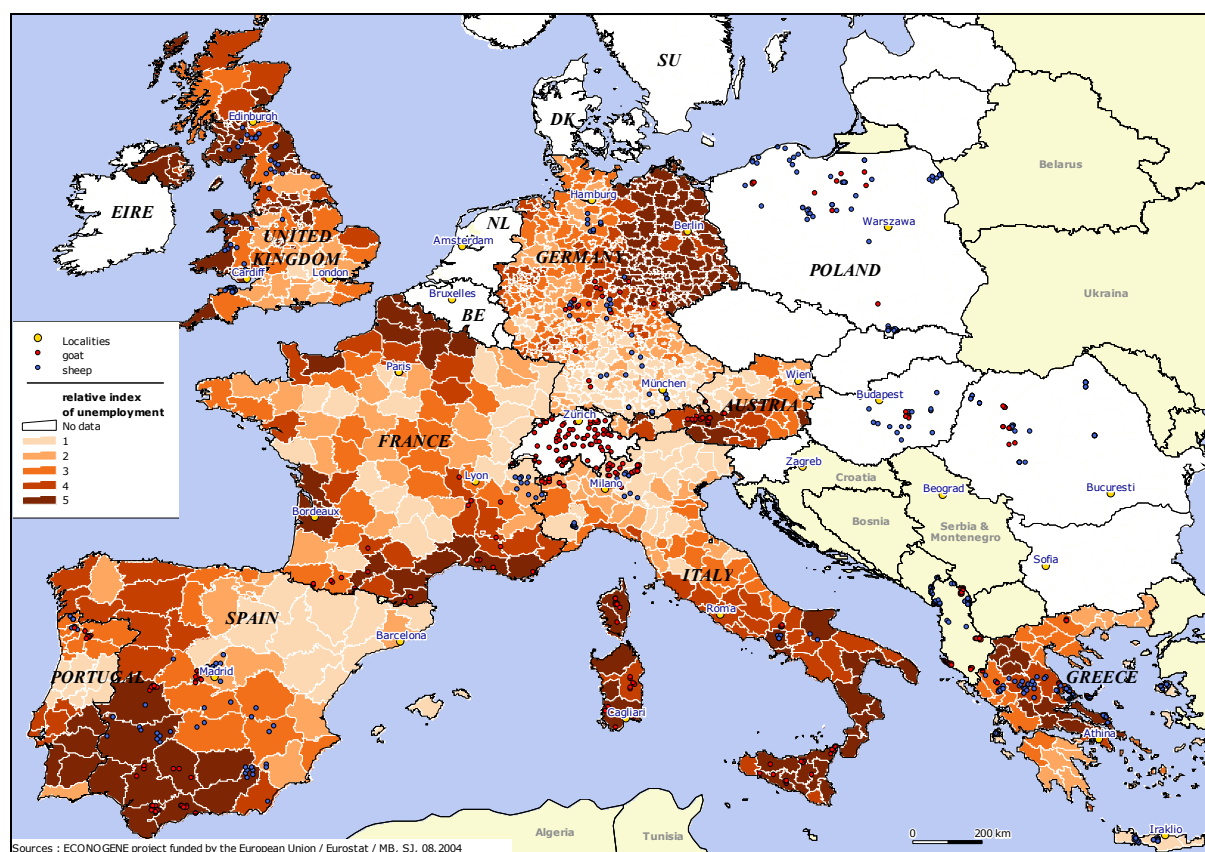 SU
DK
Edinburgh
Belarus
Hamburg
EIRE
NL
Warszawa
UNITED
KINGDOM
Amsterdam
Berlin
GERMANY
Cardiff
London
POLAND
Bruxelles
BE
Ukraina
Localities
goat
sheep
relative index
of unemployment
No data
1
2
3
4
5
Paris
München
Wien
AUSTRIA
Budapest
Zürich
FRANCE
Lyon
Milano
Zagreb
Croatia
Beograd
Bucuresti
Bordeaux
Bosnia
Serbia &
Montenegro
Sofia
ITALY
SPAIN
Roma
Barcelona
PORTUGAL
Madrid
GREECE
Cagliari
Athina
Algeria
Tunisia
0
200 km
Iraklio
Sources : ECONOGENE project funded by the European Union / Eurostat / MB, SJ, 08.2004